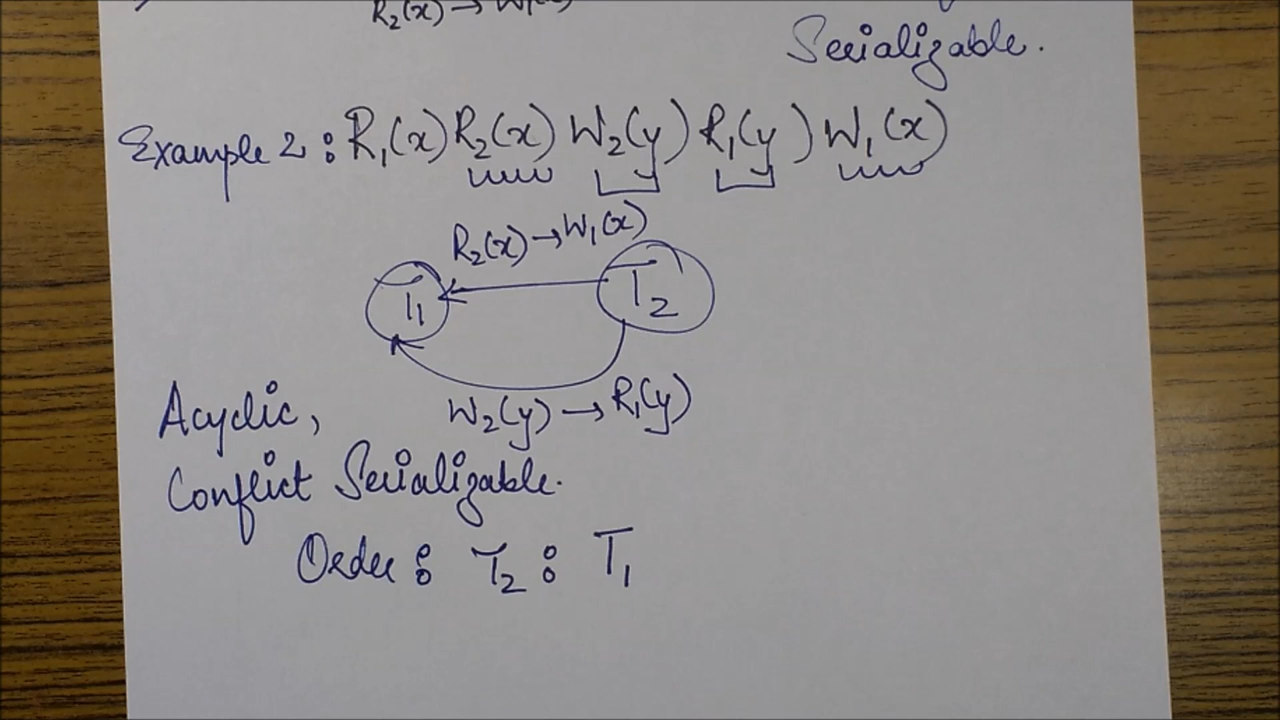 R₂(x) →
Serializable.
Example 2 : R₁(x) R₂(x) W₂(y) R₁(y) W₁(x)
R₂(x) → W₁(x)
T₁ T₂
W₂(y) → R₁(y)
Acyclic,
Conflict Serializable.
Order : T₂ : T₁